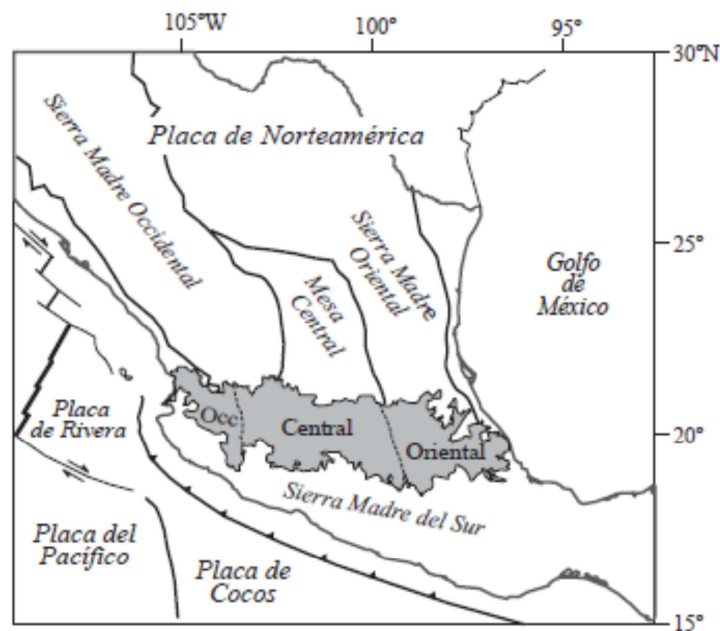 105°W
100°
95°
30°N
Placa de Norteamérica
Sierra Madre Occidental
25°
Sierra Madre
Oriental
Golfo
de
México
Mesa
Central
Placa
de Rivera
Occ
Central
Oriental
20°
Sierra Madre del Sur
Placa del
Pacífico
Placa de
Cocos
15°